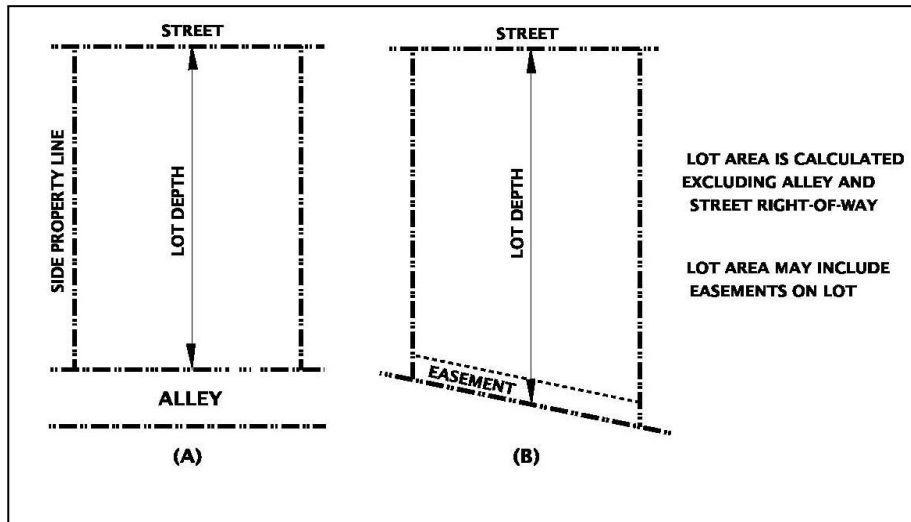 STREET
SIDE PROPERTY LINE
LOT DEPTH
ALLEY
(A)
STREET
LOT DEPTH
EASEMENT
(B)
LOT AREA IS CALCULATED
EXCLUDING ALLEY AND
STREET RIGHT-OF-WAY
LOT AREA MAY INCLUDE
EASEMENTS ON LOT